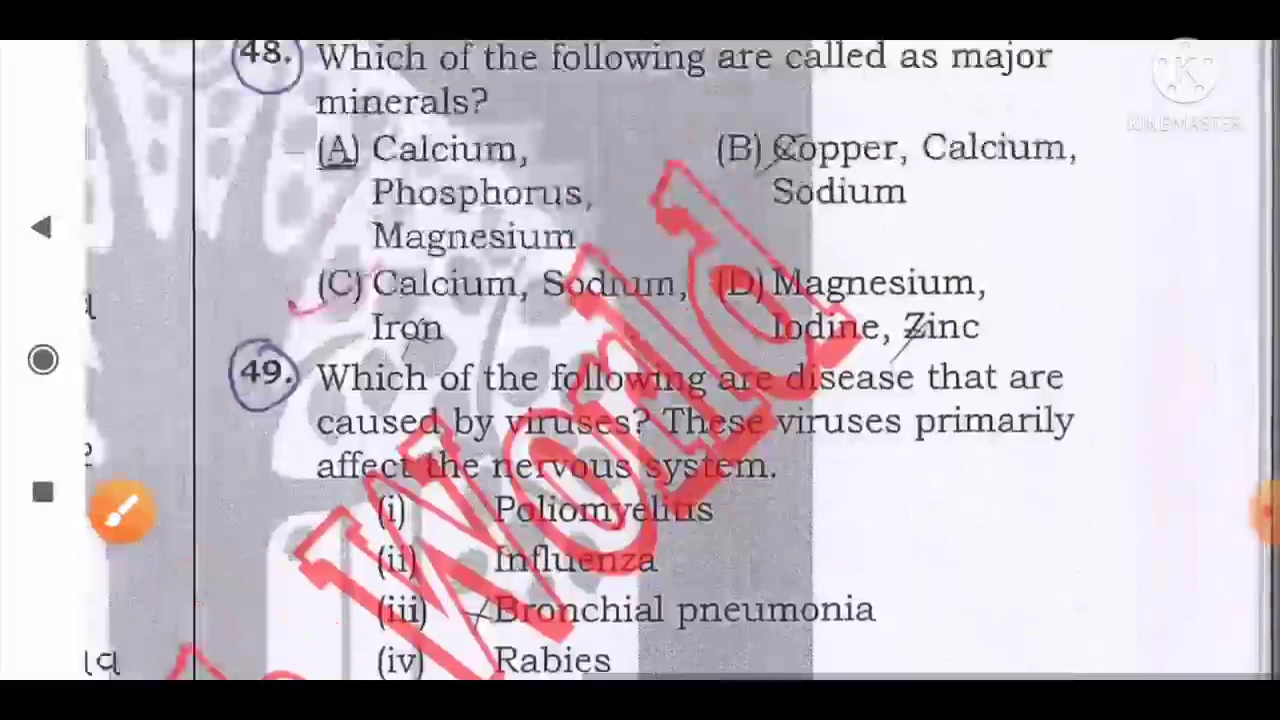 48. Which of the following are called as major
minerals?
(A) Calcium, Phosphorus, Magnesium
(B) Copper, Calcium, Sodium
(C) Calcium, Sodium, Iron
(D) Magnesium, Iodine, Zinc
49. Which of the following are disease that are
caused by viruses? These viruses primarily
affect the nervous system.
(i) Poliomyelitis
(ii) Influenza
(iii) Bronchial pneumonia
(iv) Rabies
World
KINEMASTER